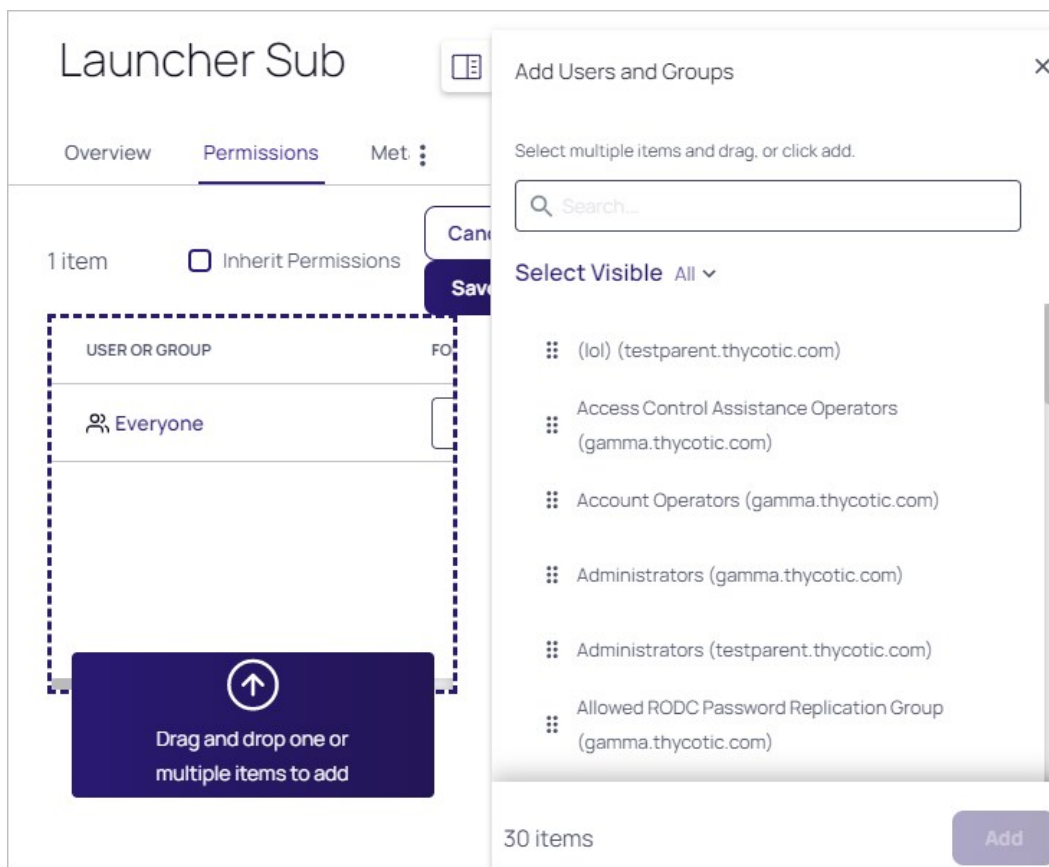 Launcher Sub
Overview
Permissions
Met
1 item
Inherit Permissions
Save
USER OR GROUP
Everyone
Drag and drop one or
multiple items to add
Add Users and Groups
Select multiple items and drag, or click add.
Search...
Select Visible All
(lol) (testparent.thycotic.com)
Access Control Assistance Operators
(gamma.thycotic.com)
Account Operators (gamma.thycotic.com)
Administrators (gamma.thycotic.com)
Administrators (testparent.thycotic.com)
Allowed RODC Password Replication Group
(gamma.thycotic.com)
30 items
Add